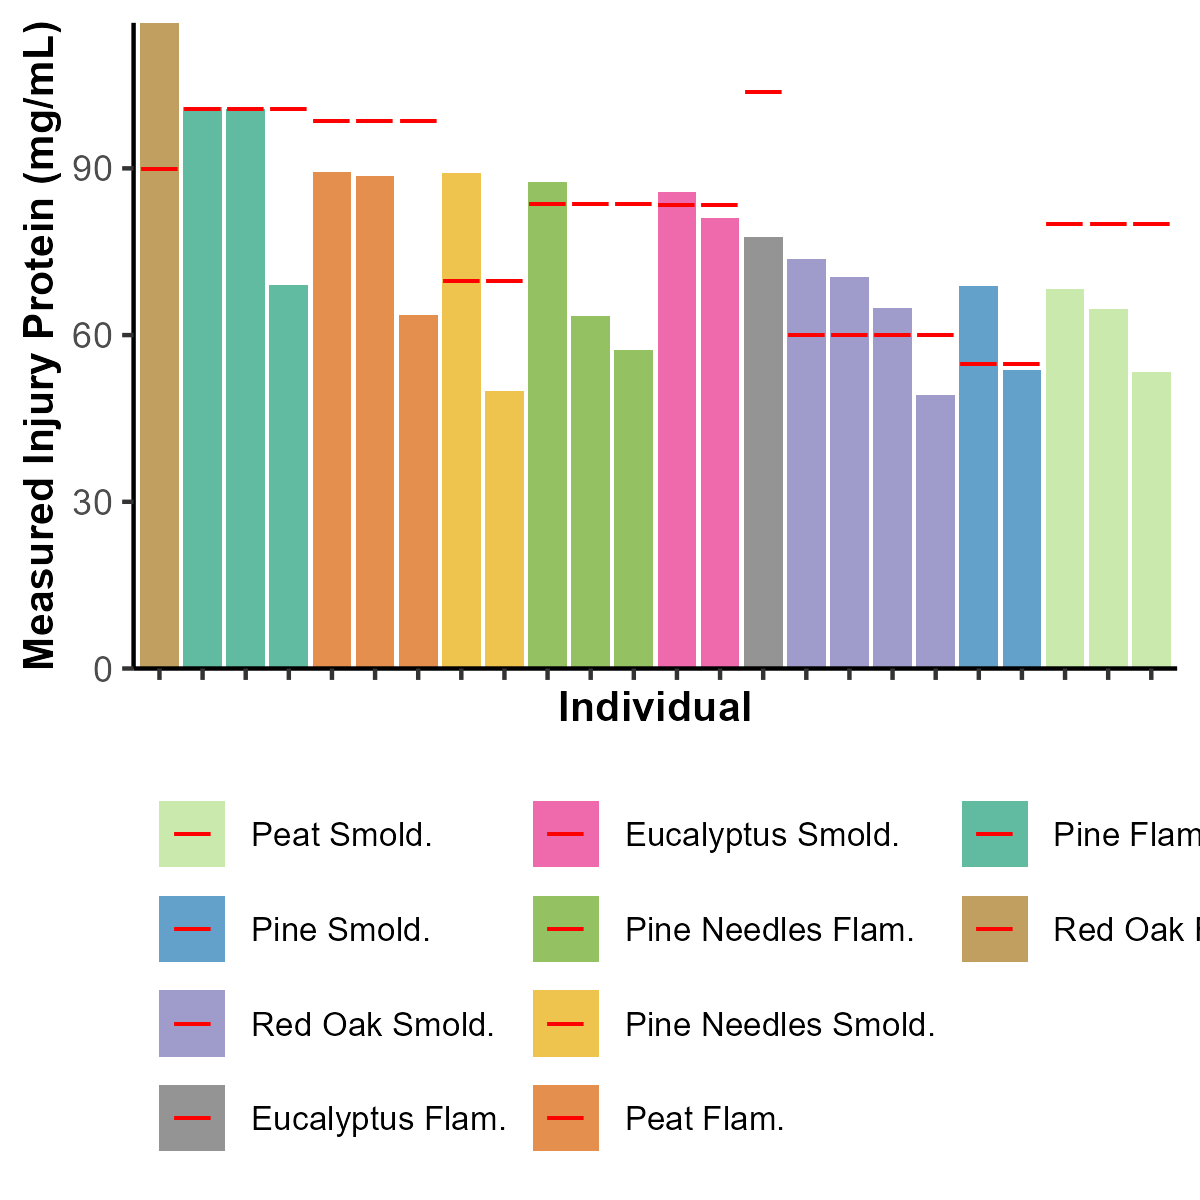 Measured Injury Protein (mg/mL)
90
60
30
0
Individual
Peat Smold.
Pine Smold.
Red Oak Smold.
Eucalyptus Flam.
Eucalyptus Smold.
Pine Needles Flam.
Pine Needles Smold.
Peat Flam.
Pine Flam
Red Oak